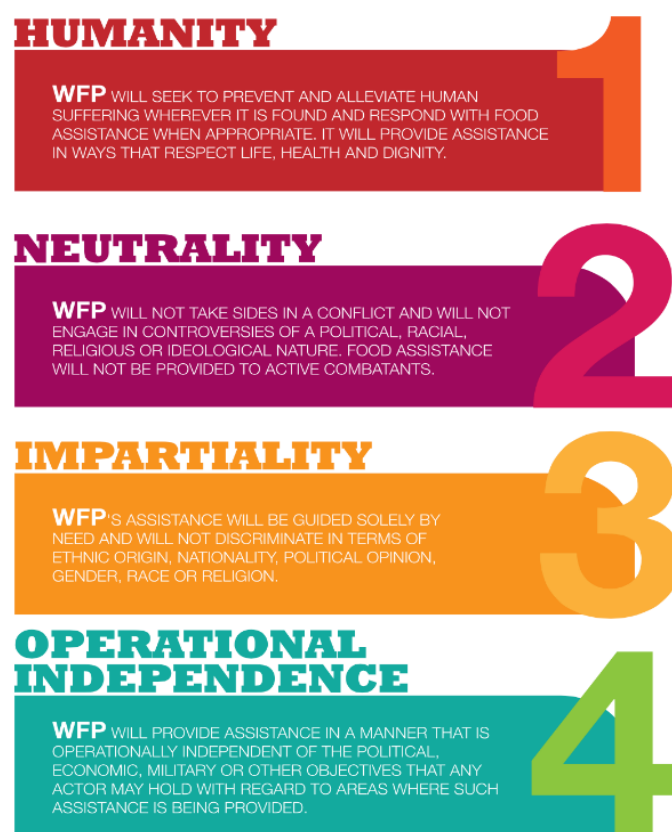 HUMANITY
1
WFP WILL SEEK TO PREVENT AND ALLEVIATE HUMAN
SUFFERING WHEREVER IT IS FOUND AND RESPOND WITH FOOD
ASSISTANCE WHEN APPROPRIATE. IT WILL PROVIDE ASSISTANCE
IN WAYS THAT RESPECT LIFE, HEALTH AND DIGNITY.
NEUTRALITY
2
WFP WILL NOT TAKE SIDES IN A CONFLICT AND WILL NOT
ENGAGE IN CONTROVERSIES OF A POLITICAL, RACIAL,
RELIGIOUS OR IDEOLOGICAL NATURE. FOOD ASSISTANCE
WILL NOT BE PROVIDED TO ACTIVE COMBATANTS.
IMPARTIALITY
3
WFP'S ASSISTANCE WILL BE GUIDED SOLELY BY
NEED AND WILL NOT DISCRIMINATE IN TERMS OF
ETHNIC ORIGIN, NATIONALITY, POLITICAL OPINION,
GENDER, RACE OR RELIGION.
OPERATIONAL
INDEPENDENCE
4
WFP WILL PROVIDE ASSISTANCE IN A MANNER THAT IS
OPERATIONALLY INDEPENDENT OF THE POLITICAL,
ECONOMIC, MILITARY OR OTHER OBJECTIVES THAT ANY
ACTOR MAY HOLD WITH REGARD TO AREAS WHERE SUCH
ASSISTANCE IS BEING PROVIDED.